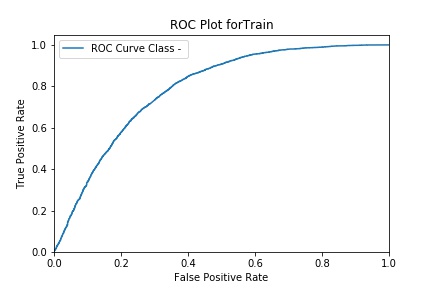 ROC Plot forTrain
ROC Curve Class -
True Positive Rate
1.0
0.8
0.6
0.4
0.2
0.0
0.0 0.2 0.4 0.6 0.8 1.0
False Positive Rate